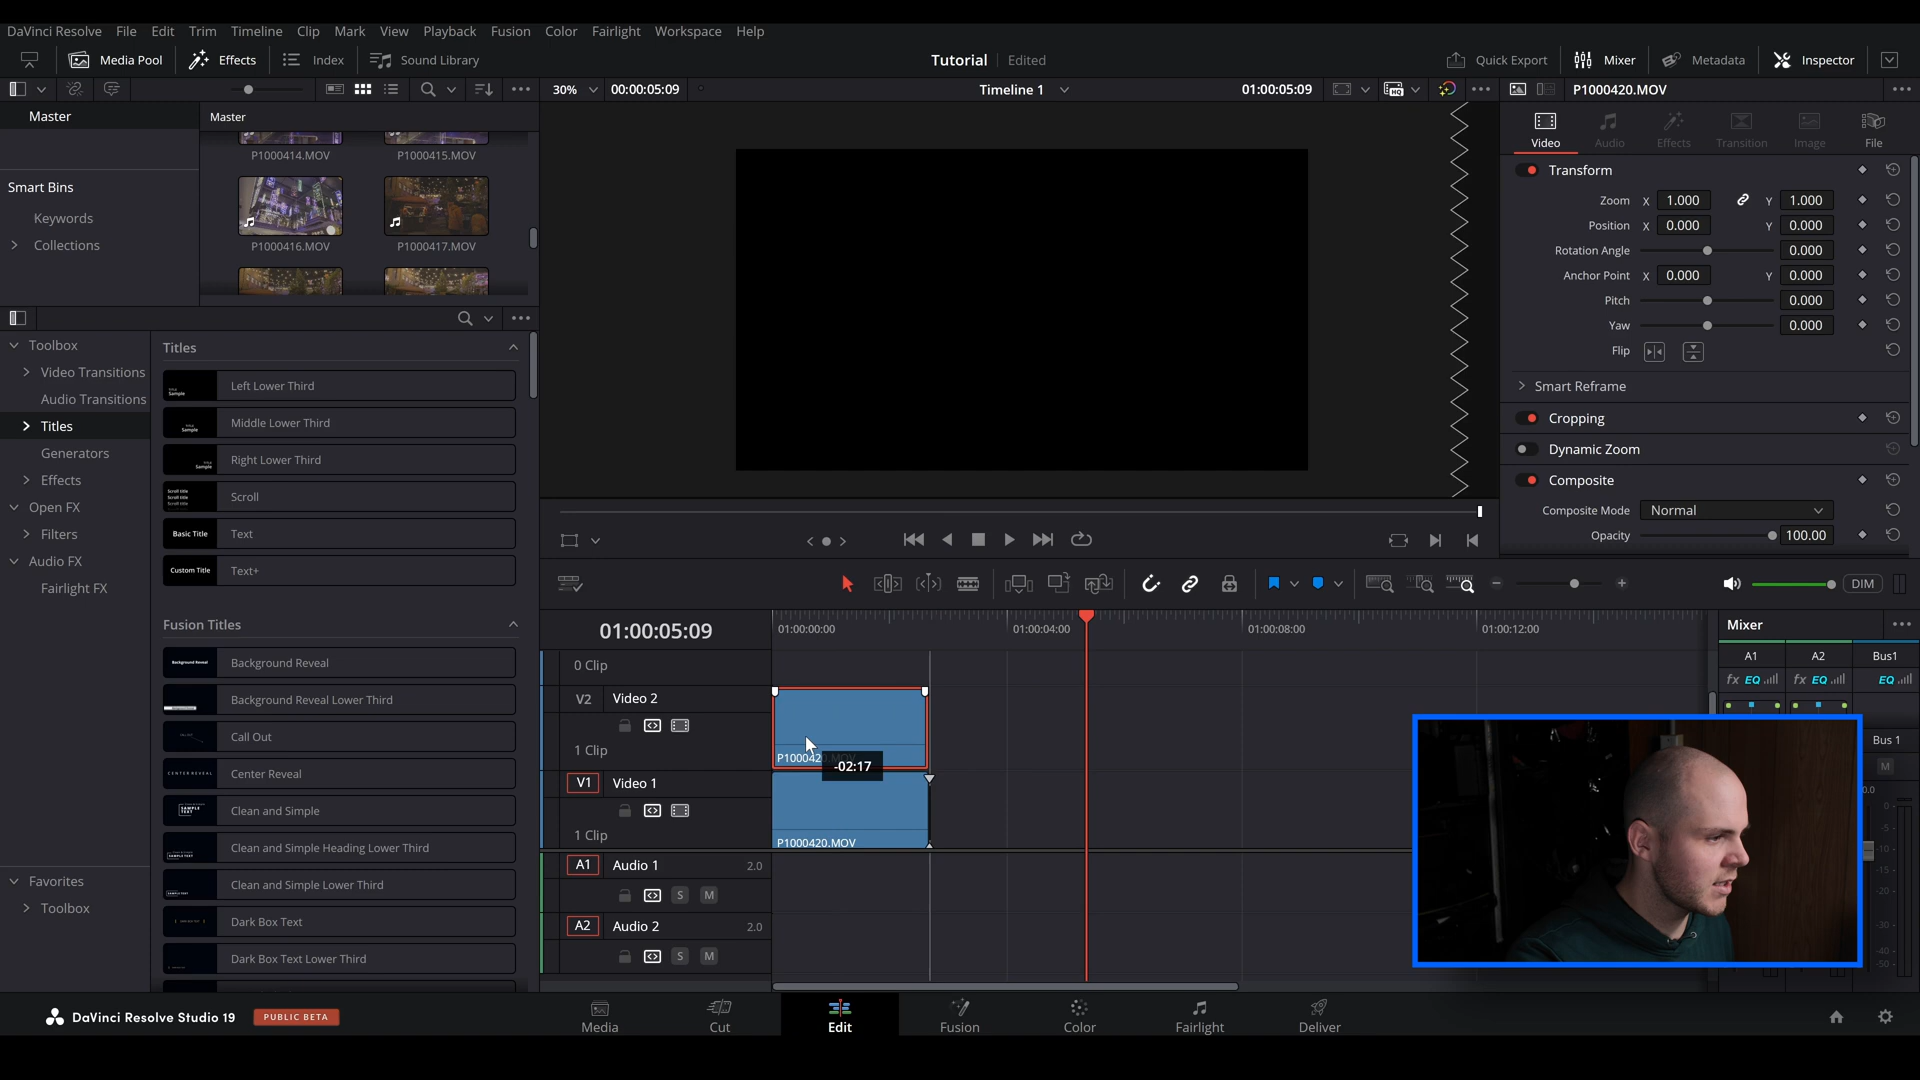 DaVinci Resolve File Edit Trim Timeline Clip Mark View Playback Fusion Color Fairlight Workspace Help
Media Pool Effects Index Sound Library Tutorial Edited Quick Export Mixer Metadata Inspector
30% 00:00:05:09 Timeline 1 01:00:05:09 P1000420.MOV
Master
Master
P1000414.MOV P1000415.MOV
P1000416.MOV P1000417.MOV
Smart Bins
Keywords
Collections
Video Audio Effects Transition Image File
Transform
Zoom X 1.000 Y 1.000
Position X 0.000 Y 0.000
Rotation Angle 0.000
Anchor Point X 0.000 Y 0.000
Pitch 0.000
Yaw 0.000
Flip
Smart Reframe
Cropping
Dynamic Zoom
Composite
Composite Mode Normal
Opacity 100.00
Toolbox
Video Transitions
Audio Transitions
Titles
Generators
Effects
Open FX
Filters
Audio FX
Fairlight FX
Favorites
Toolbox
Titles
Left Lower Third
Middle Lower Third
Right Lower Third
Scroll
Basic Title Text
Custom Title Text+
Fusion Titles
Background Reveal Background Reveal
Background Reveal Lower Third
Call Out
CENTER REVEAL Center Reveal
SAMPLE TEXT Clean and Simple
Clean and Simple Heading Lower Third
Clean and Simple Lower Third
Dark Box Text
Dark Box Text Lower Third
DIM
01:00:05:09
01:00:00:00 01:00:04:00 01:00:08:00 01:00:12:00
0 Clip
V2 Video 2
1 Clip
-02:17
V1 Video 1
1 Clip
P1000420.MOV
A1 Audio 1 2.0
S M
A2 Audio 2 2.0
S M
Mixer
A1 A2 Bus1
fx EQ fx EQ EQ
Bus 1
M
DaVinci Resolve Studio 19 PUBLIC BETA
Media Cut Edit Fusion Color Fairlight Deliver